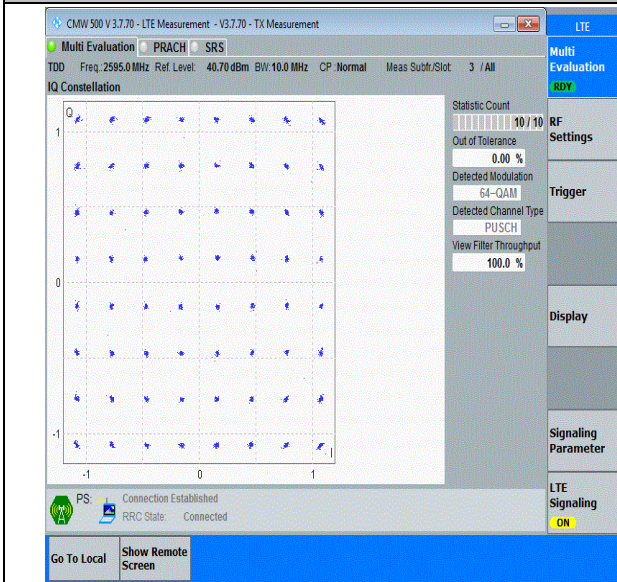 CMW 500 V 3.7.70 - LTE Measurement - V3.7.70 - TX Measurement
LTE
Multi Evaluation PRACH SRS
Multi
Evaluation
RDY
TDD Freq.:2595.0 MHz Ref. Level: 40.70 dBm BW:10.0 MHz CP :Normal Meas Subfr./Slot: 3 / All
IQ Constellation
Q
1
0
-1
-1 0 1
I
Statistic Count
10 / 10
Out of Tolerance
0.00 %
Detected Modulation
64-QAM
Detected Channel Type
PUSCH
View Filter Throughput
100.0 %
RF
Settings
Trigger
Display
Signaling
Parameter
LTE
Signaling
ON
PS: Connection Established
RRC State: Connected
Go To Local
Show Remote
Screen